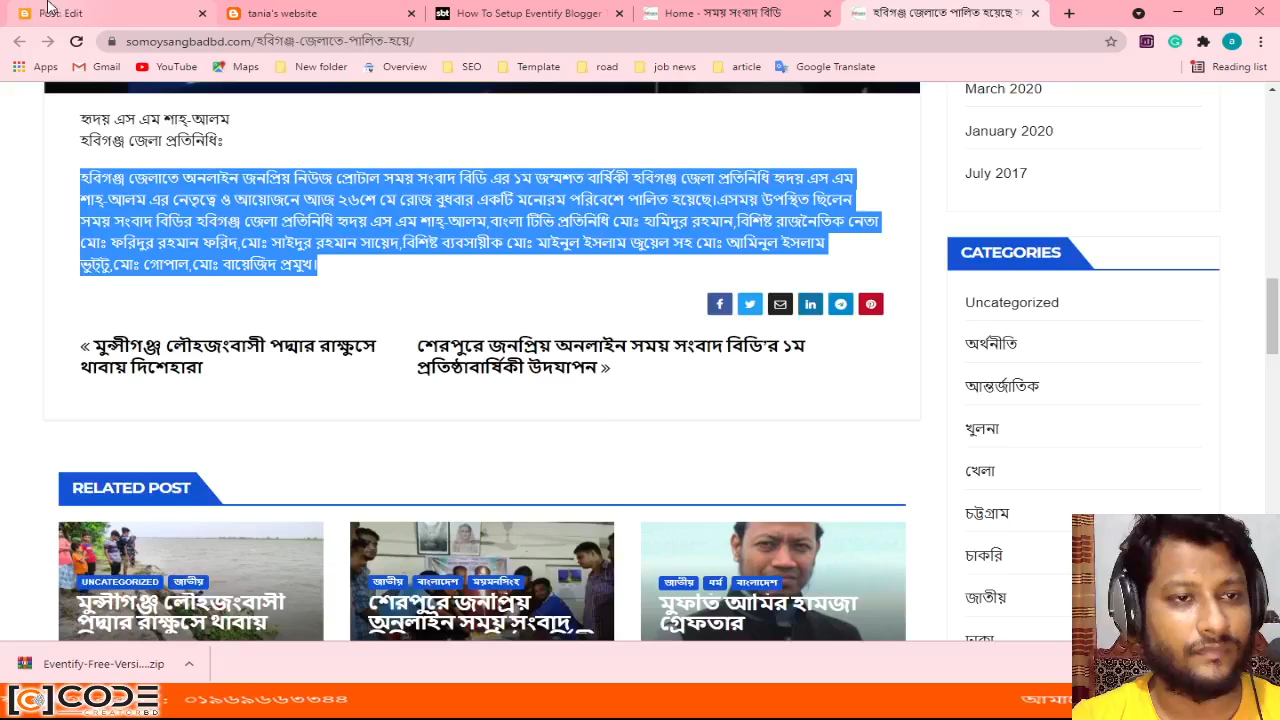 Post: Edit
tania's website
How To Setup Eventify Blogger
Home - সময় সংবাদ বিডি
হবিগঞ্জ জেলাতে পালিত হয়েছে স
somoysangbadbd.com/হবিগঞ্জ-জেলাতে-পালিত-হয়ে/
Apps
Gmail
YouTube
Maps
New folder
Overview
SEO
Template
road
job news
article
Google Translate
Reading list
হৃদয় এস এম শাহ্-আলম
হবিগঞ্জ জেলা প্রতিনিধিঃ
হবিগঞ্জ জেলাতে অনলাইন জনপ্রিয় নিউজ প্রোটাল সময় সংবাদ বিডি এর ১ম জম্মশত বার্ষিকী হবিগঞ্জ জেলা প্রতিনিধি হৃদয় এস এম
শাহ্-আলম এর নেতৃত্বে ও আয়োজনে আজ ২৬শে মে রোজ বুধবার একটি মনোরম পরিবেশে পালিত হয়েছে।এসময় উপস্থিত ছিলেন
সময় সংবাদ বিডির হবিগঞ্জ জেলা প্রতিনিধি হৃদয় এস এম শাহ্-আলম,বাংলা টিভি প্রতিনিধি মোঃ হামিদুর রহমান,বিশিষ্ট রাজনৈতিক নেতা
মোঃ ফরিদুর রহমান ফরিদ,মোঃ সাইদুর রহমান সায়েদ,বিশিষ্ট ব্যবসায়ীক মোঃ মাইনুল ইসলাম জুয়েল সহ মোঃ আমিনুল ইসলাম
ভুট্টু,মোঃ গোপাল,মোঃ বায়েজিদ প্রমুখ।
« মুন্সীগঞ্জ লৌহজংবাসী পদ্মার রাক্ষুসে
থাবায় দিশেহারা
শেরপুরে জনপ্রিয় অনলাইন সময় সংবাদ বিডি'র ১ম
প্রতিষ্ঠাবার্ষিকী উদযাপন »
RELATED POST
UNCATEGORIZED
জাতীয়
মুন্সীগঞ্জ লৌহজংবাসী
পদ্মার রাক্ষুসে থাবায়
জাতীয়
বাংলাদেশ
ময়মনসিংহ
শেরপুরে জনপ্রিয়
অনলাইন সময় সংবাদ
জাতীয়
ধর্ম
বাংলাদেশ
মুফতি আমির হামজা
গ্রেফতার
March 2020
January 2020
July 2017
CATEGORIES
Uncategorized
অর্থনীতি
আন্তর্জাতিক
খুলনা
খেলা
চট্টগ্রাম
চাকরি
জাতীয়
ঢাকা
Eventify-Free-Versi....zip
CODE
CREATORBD
০১৯৬৯৬৬৩৩৪৪